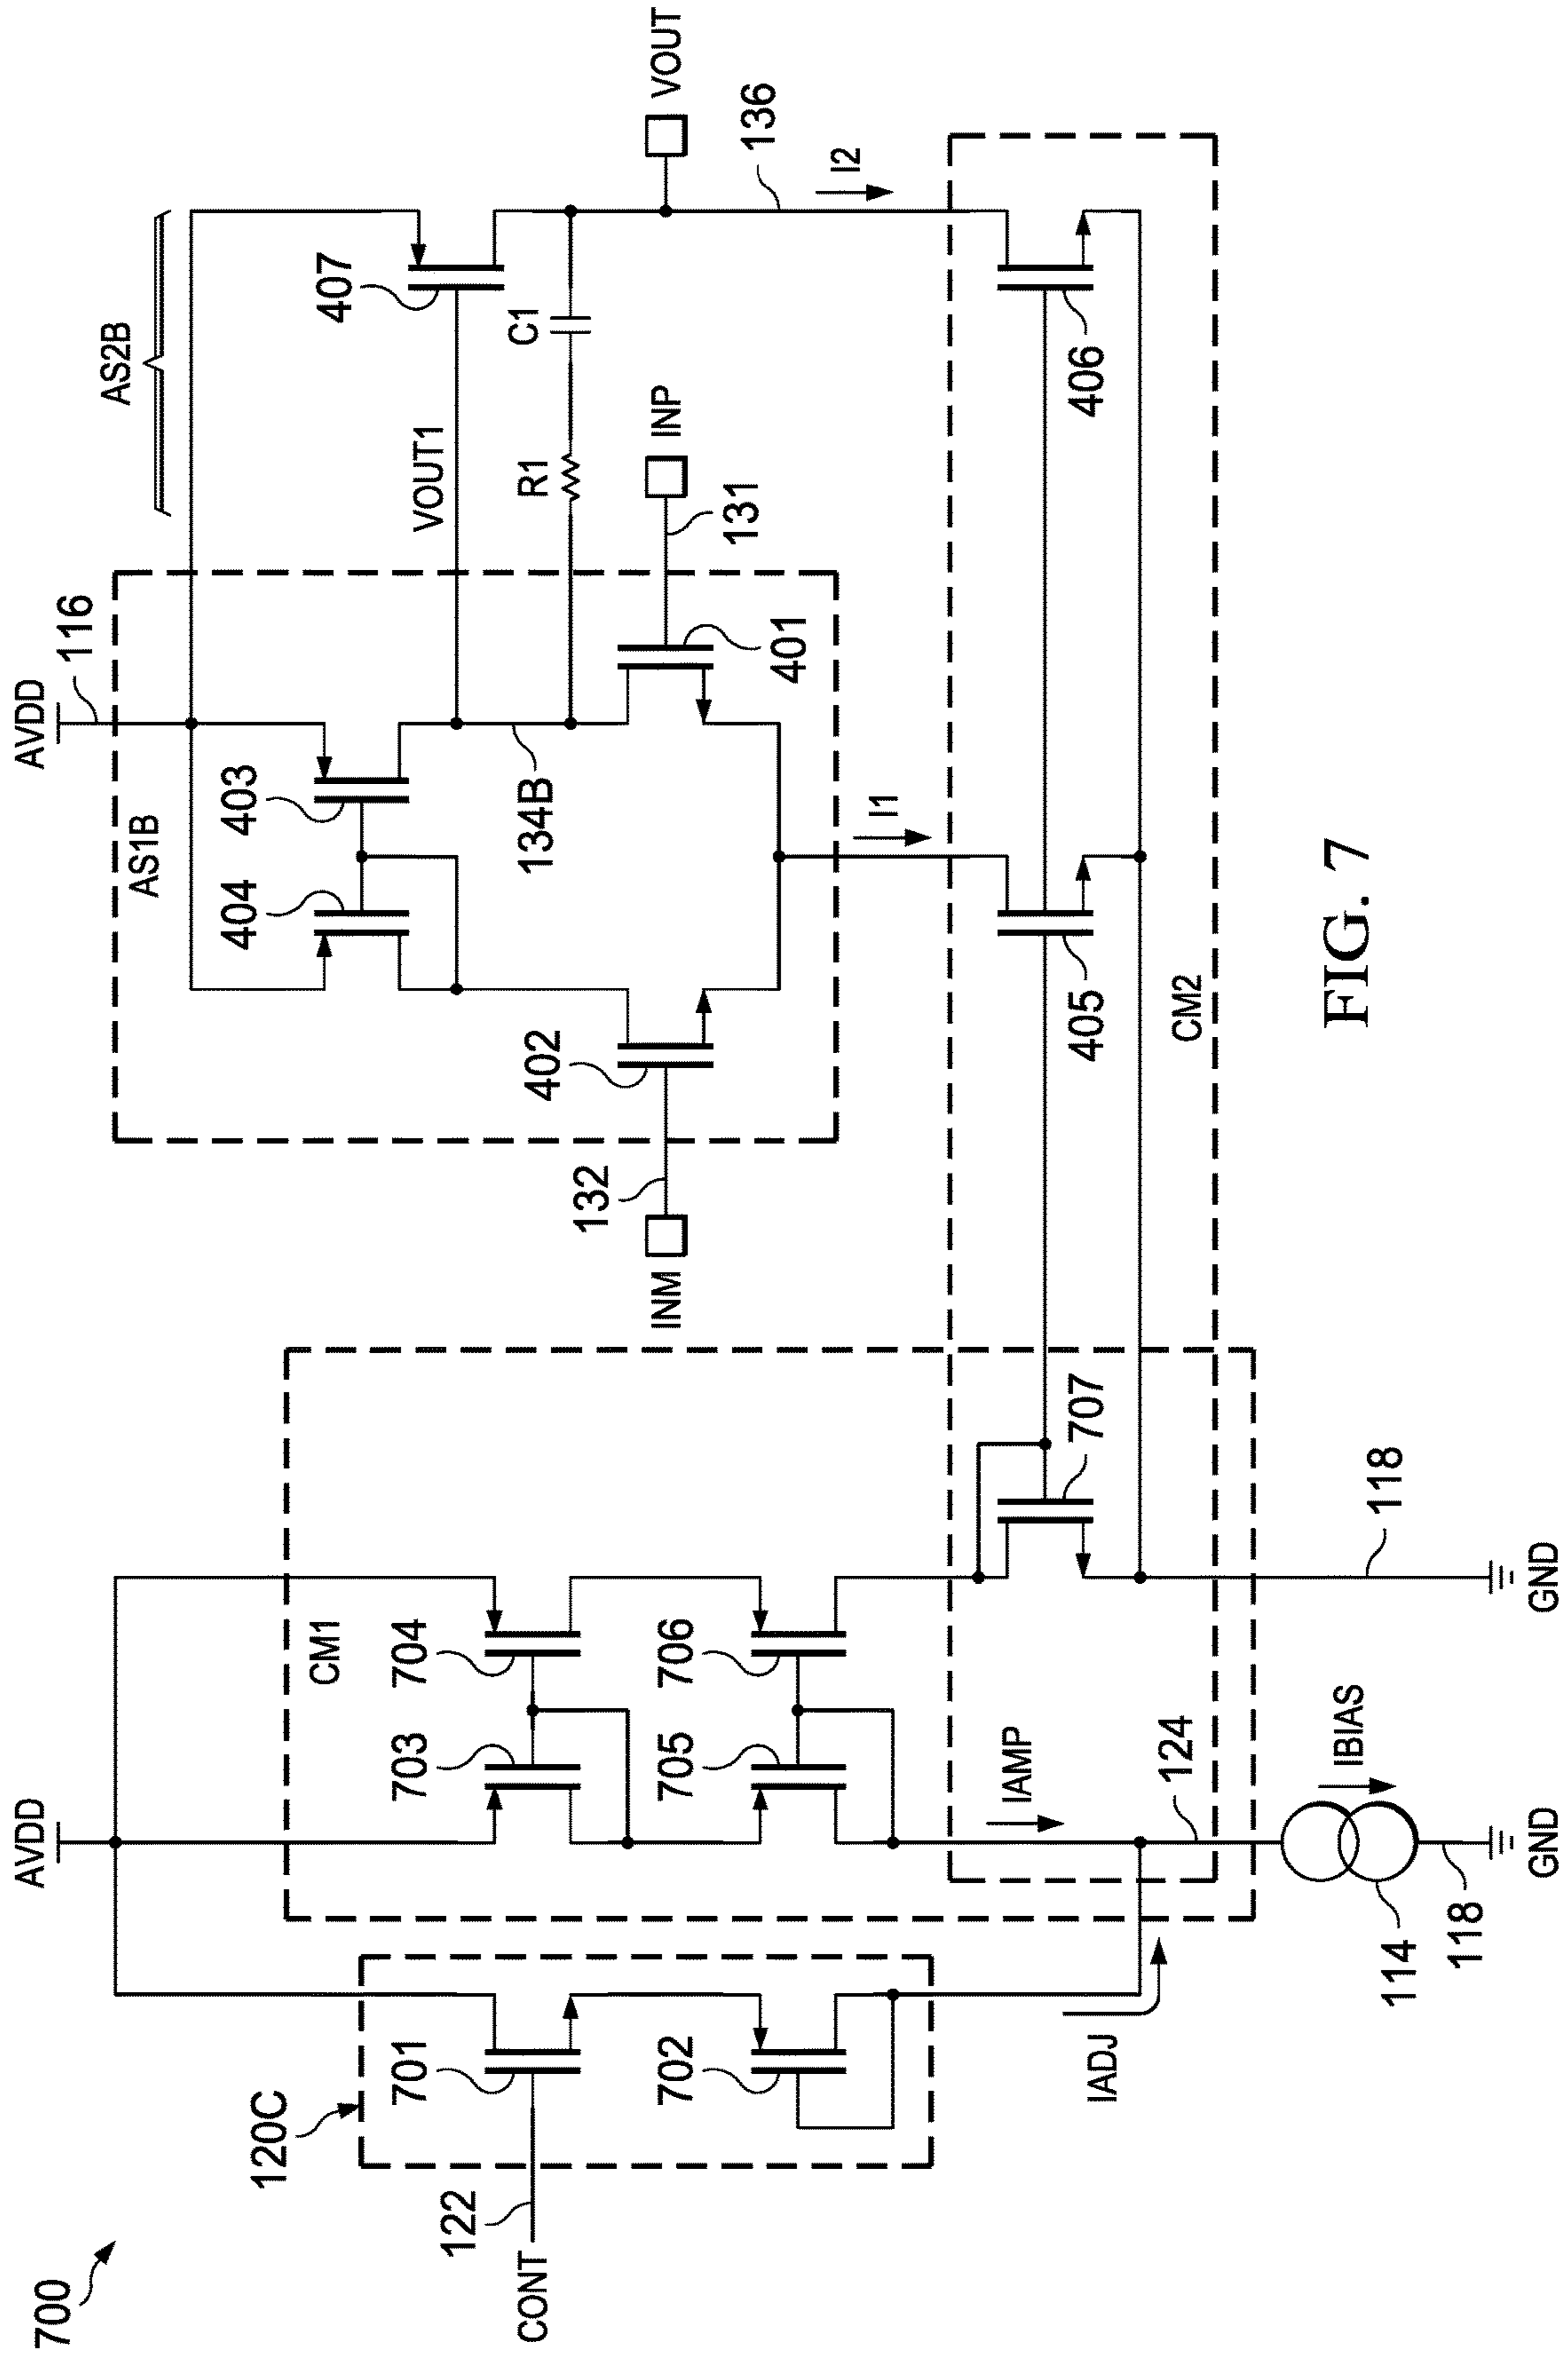 700
AVDD
AVDD
116
AS2B
CM1
AS1B
120C
703
704
404
403
407
VOUT1
CONT
122
701
702
705
706
134B
R1
C1
INM
132
402
401
131
INP
VOUT
136
IADJ
IAMP
124
707
I1
I2
405
406
CM2
114
IBIAS
118
118
GND
GND
FIG. 7